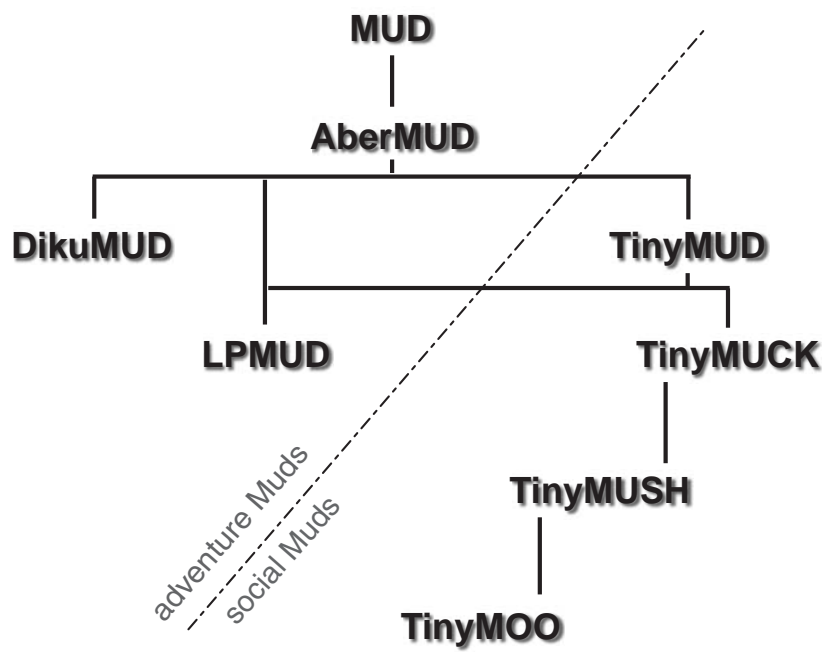 MUD
AberMUD
DikuMUD
TinyMUD
LPMUD
TinyMUCK
adventure Muds
social Muds
TinyMUSH
TinyMOO